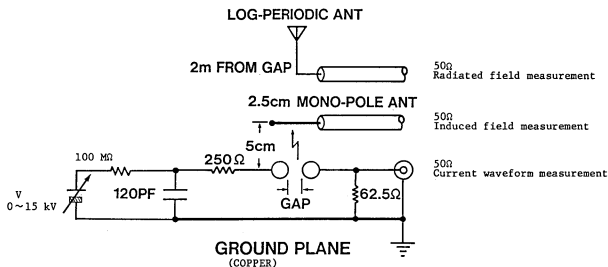 LOG-PERIODIC ANT
2m FROM GAP
50Ω
Radiated field measurement
2.5cm MONO-POLE ANT
50Ω
Induced field measurement
5cm
100 MΩ
250Ω
50Ω
Current waveform measurement
V
0～15 kV
120PF
GAP
62.5Ω
GROUND PLANE
(COPPER)